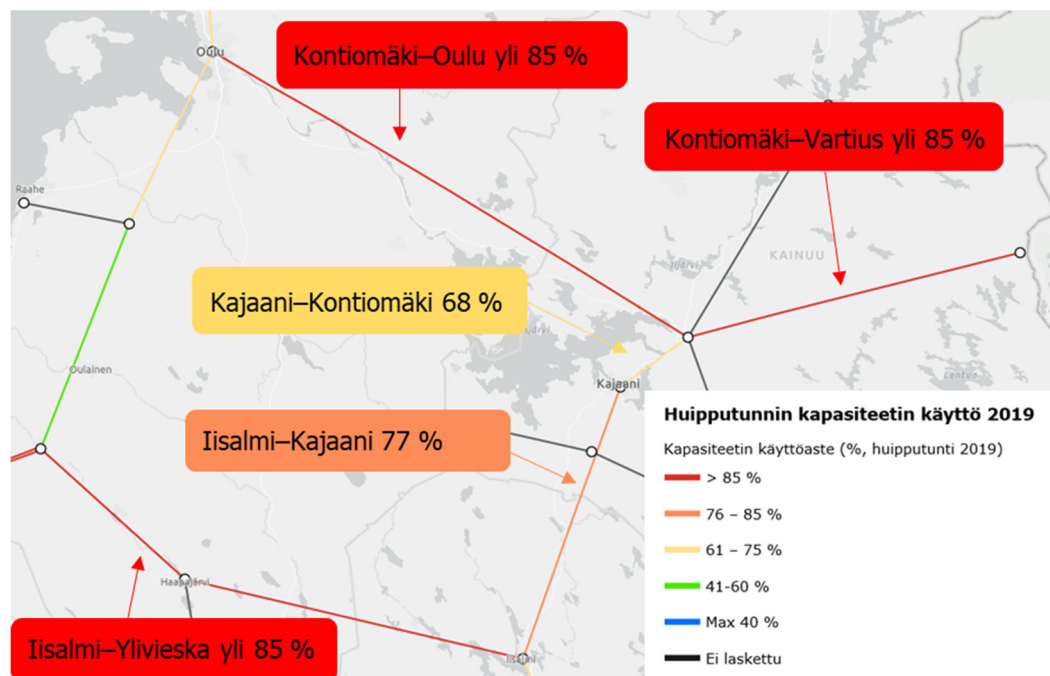 Oulu
Kontiomäki–Oulu yli 85 %
Kontiomäki–Vartius yli 85 %
Raahe
KAINUU
Kajaani–Kontiomäki 68 %
Oulainen
Kajaani
Lentua
Iisalmi–Kajaani 77 %
Haapajärvi
Iisalmi–Ylivieska yli 85 %
Iisalmi
Huipputunnin kapasiteetin käyttö 2019
Kapasiteetin käyttöaste (%, huipputunti 2019)
> 85 %
76 – 85 %
61 – 75 %
41-60 %
Max 40 %
Ei laskettu